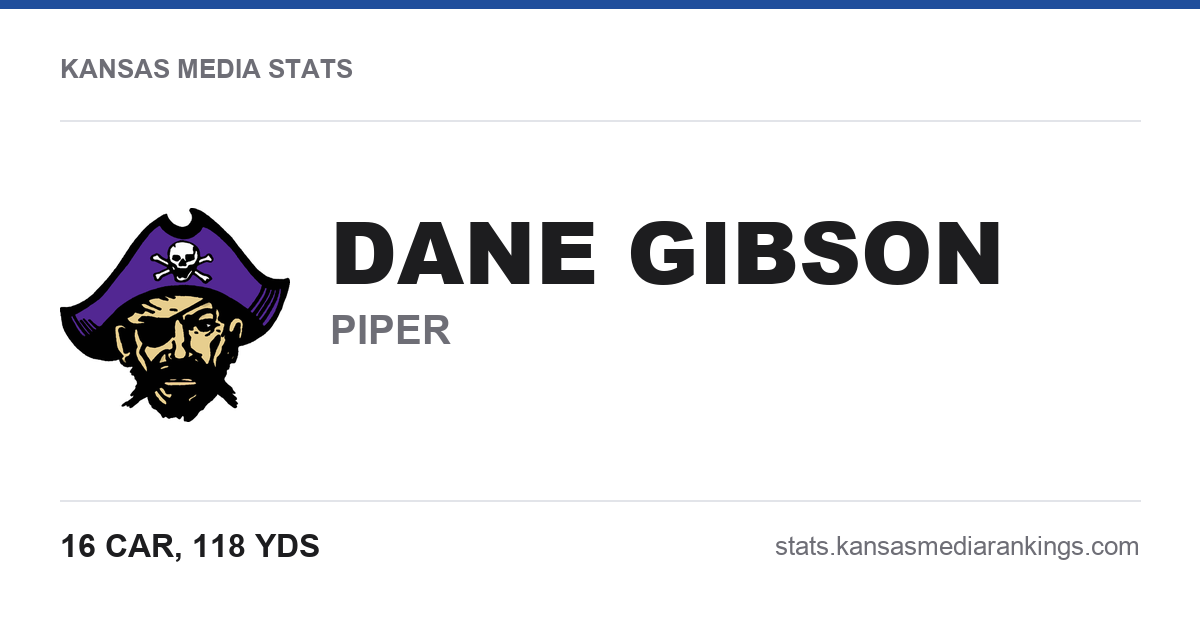 KANSAS MEDIA STATS
DANE GIBSON
PIPER
16 CAR, 118 YDS
stats.kansasmediarankings.com